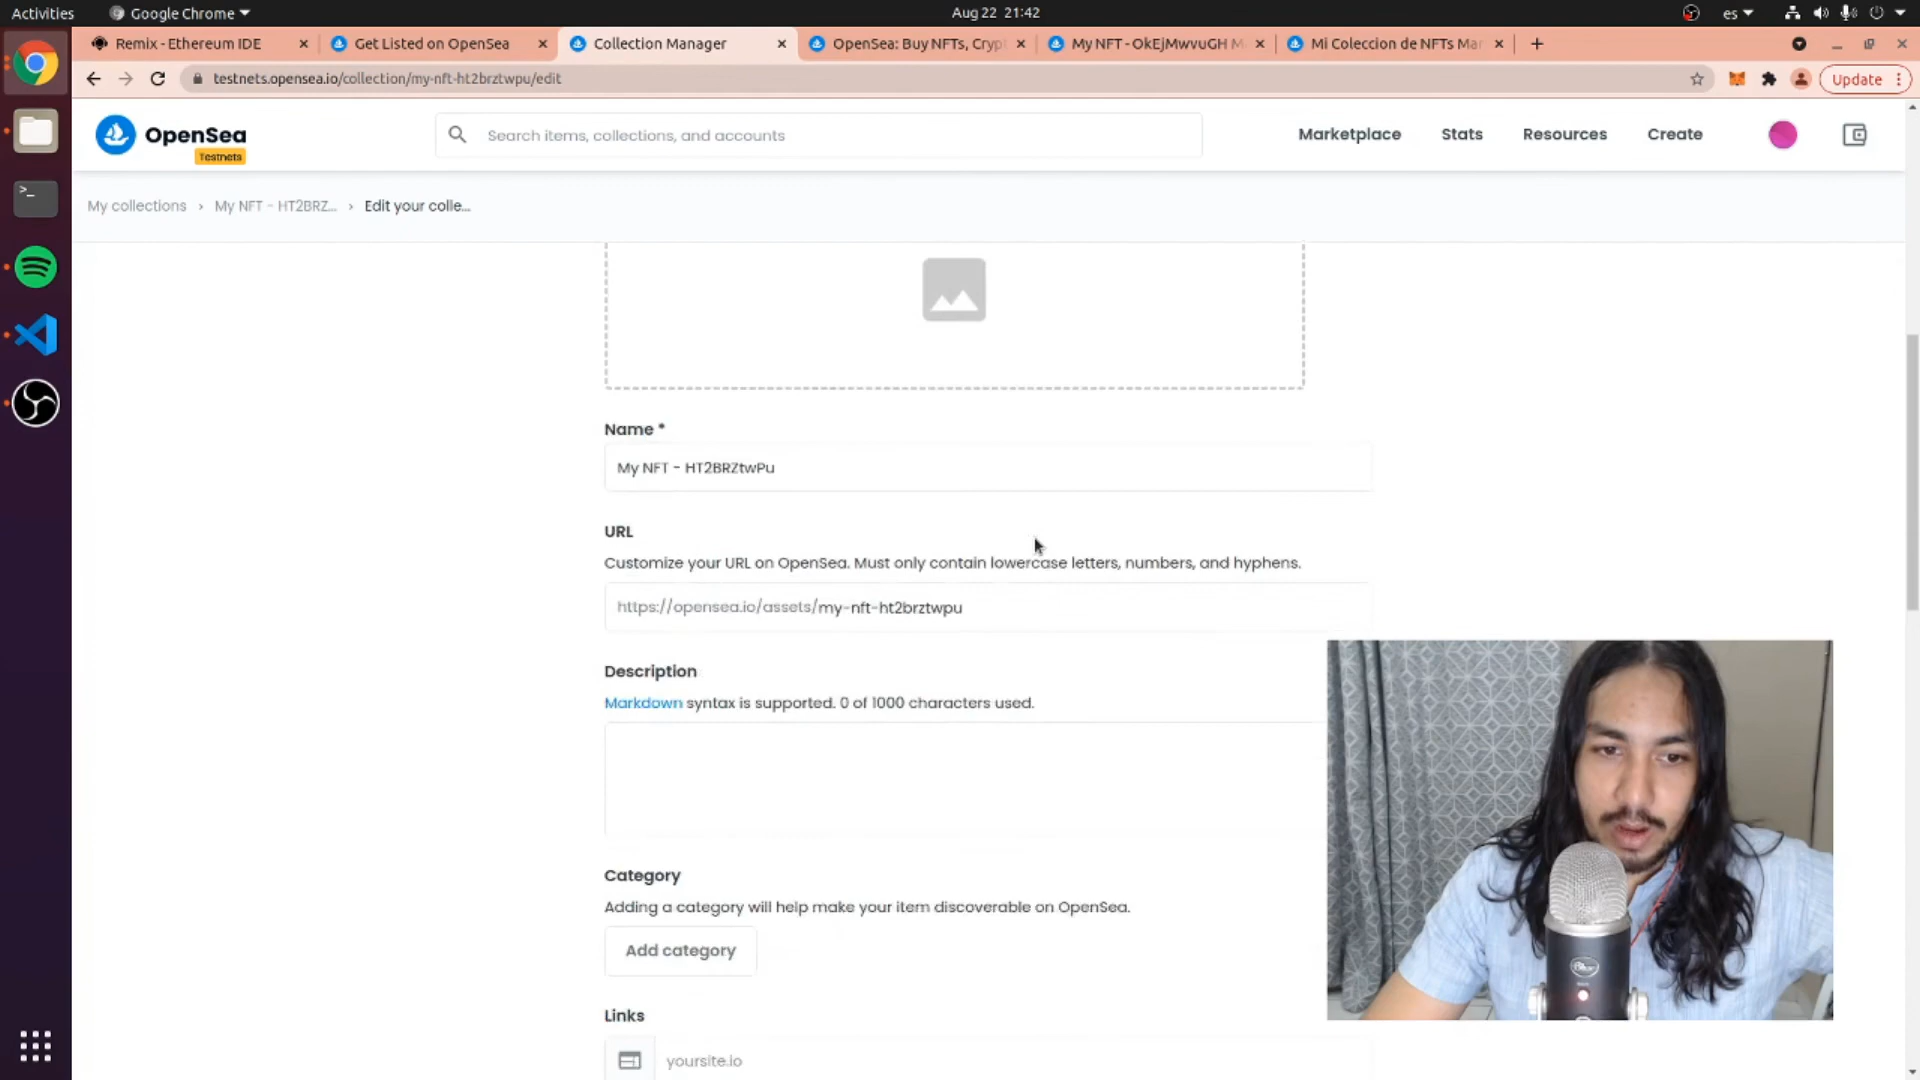 Activities Google Chrome Aug 22 21:42 es
Remix - Ethereum IDE Get Listed on OpenSea Collection Manager OpenSea: Buy NFTs, Cryp My NFT - OkEjMwvuGH M Mi Coleccion de NFTs Mar
testnets.opensea.io/collection/my-nft-ht2brztwpu/edit Update
OpenSea
Testnets
Search items, collections, and accounts
Marketplace Stats Resources Create
My collections > My NFT - HT2BRZ... > Edit your colle...
Name *
My NFT - HT2BRZtwPu
URL
Customize your URL on OpenSea. Must only contain lowercase letters, numbers, and hyphens.
https://opensea.io/assets/my-nft-ht2brztwpu
Description
Markdown syntax is supported. 0 of 1000 characters used.
Category
Adding a category will help make your item discoverable on OpenSea.
Add category
Links
yoursite.io
Blue